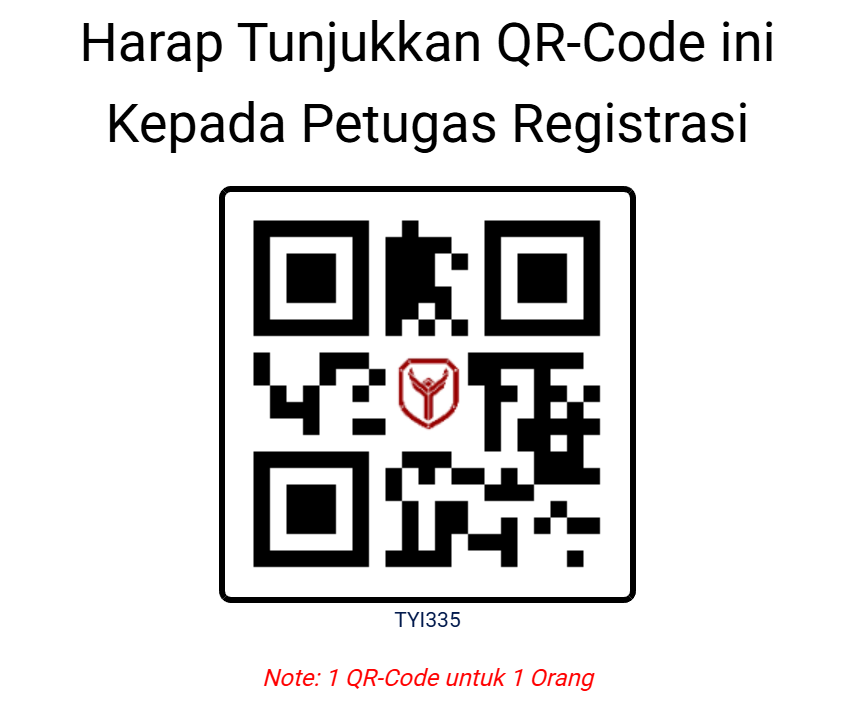 Harap Tunjukkan QR-Code ini
Kepada Petugas Registrasi
TYI335
Note: 1 QR-Code untuk 1 Orang